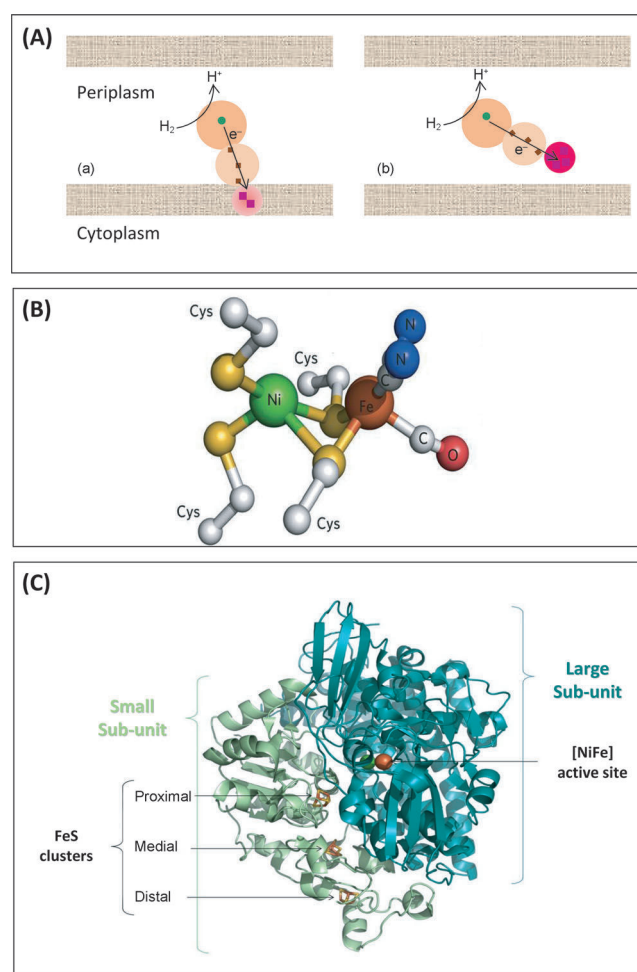 (A)
H⁺
Periplasm
H₂
e⁻
(a)
Cytoplasm
H⁺
H₂
e⁻
(b)
(B)
Cys
Ni
Cys
Fe
C
N
N
C
O
Cys
Cys
(C)
Large
Sub-unit
Small
Sub-unit
[NiFe]
active site
Proximal
FeS
clusters
Medial
Distal